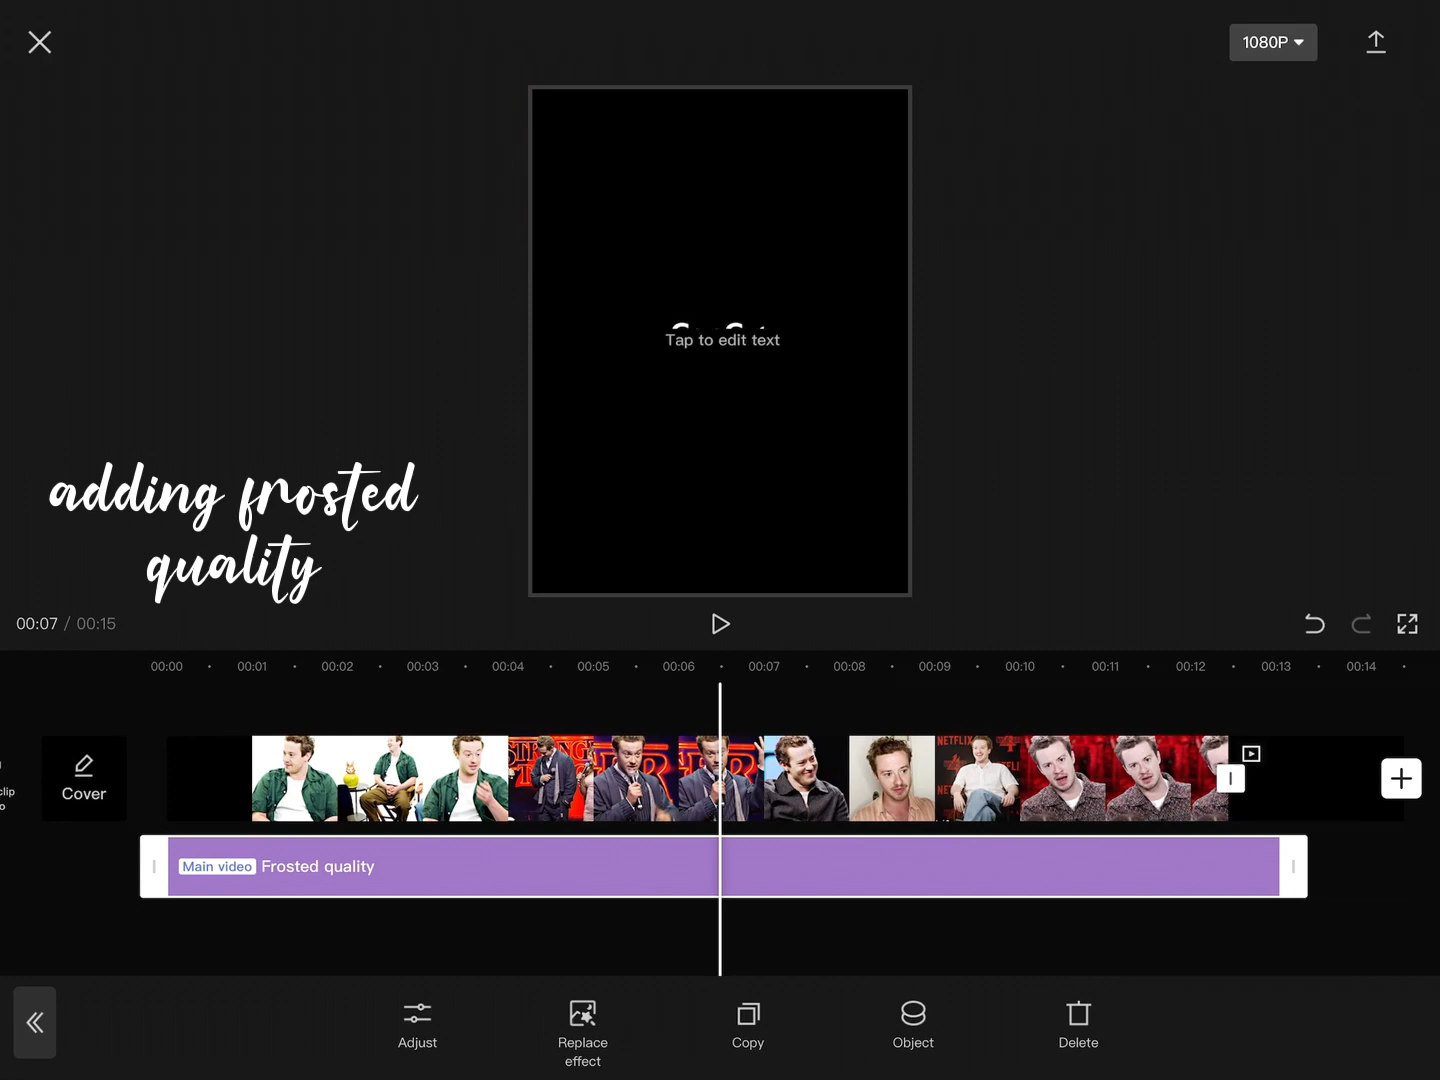 1080P
Tap to edit text
adding frosted
quality
00:07 / 00:15
00:00 00:01 00:02 00:03 00:04 00:05 00:06 00:07 00:08 00:09 00:10 00:11 00:12 00:13 00:14
clip
Cover
Main video Frosted quality
Adjust
Replace
effect
Copy
Object
Delete